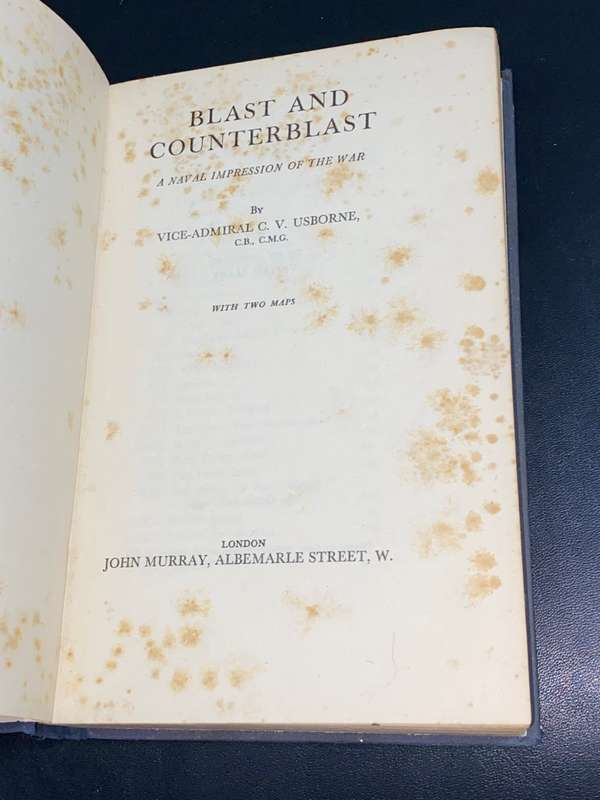 BLAST AND
COUNTERBLAST
A NAVAL IMPRESSION OF THE WAR
BY
VICE-ADMIRAL C. V. USBORNE,
C.B., C.M.G.
WITH TWO MAPS
LONDON
JOHN MURRAY, ALBEMARLE STREET, W.